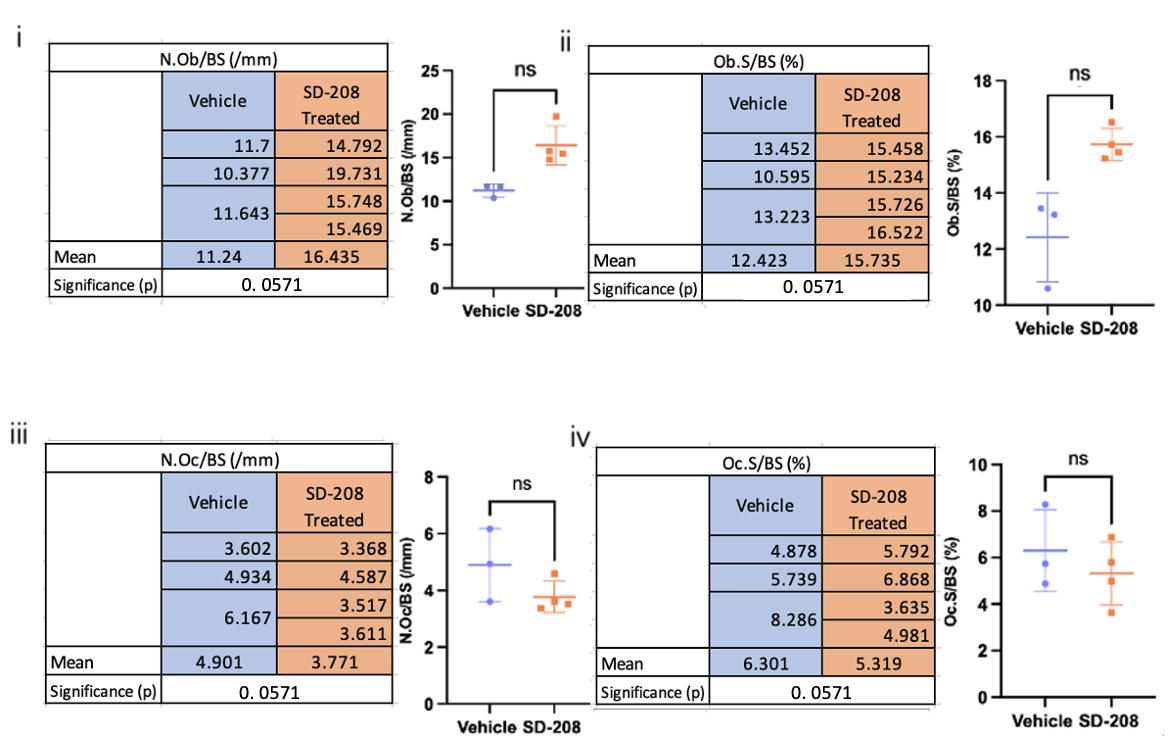 i
N.Ob/BS (/mm)
Vehicle
SD-208
Treated
11.7 14.792
10.377 19.731
11.643
15.748
15.469
Mean 11.24 16.435
Significance (p) 0. 0571
N.Ob/BS (/mm)
25
20
15
10
5
0
ns
Vehicle SD-208
ii
Ob.S/BS (%)
Vehicle
SD-208
Treated
13.452 15.458
10.595 15.234
13.223
15.726
16.522
Mean 12.423 15.735
Significance (p) 0. 0571
Ob.S/BS (%)
18
16
14
12
10
ns
Vehicle SD-208
iii
N.Oc/BS (/mm)
Vehicle
SD-208
Treated
3.602 3.368
4.934 4.587
6.167
3.517
3.611
Mean 4.901 3.771
Significance (p) 0. 0571
N.Oc/BS (/mm)
8
6
4
2
0
ns
Vehicle SD-208
iv
Oc.S/BS (%)
Vehicle
SD-208
Treated
4.878 5.792
5.739 6.868
8.286
3.635
4.981
Mean 6.301 5.319
Significance (p) 0. 0571
Oc.S/BS (%)
10
8
6
4
2
0
ns
Vehicle SD-208